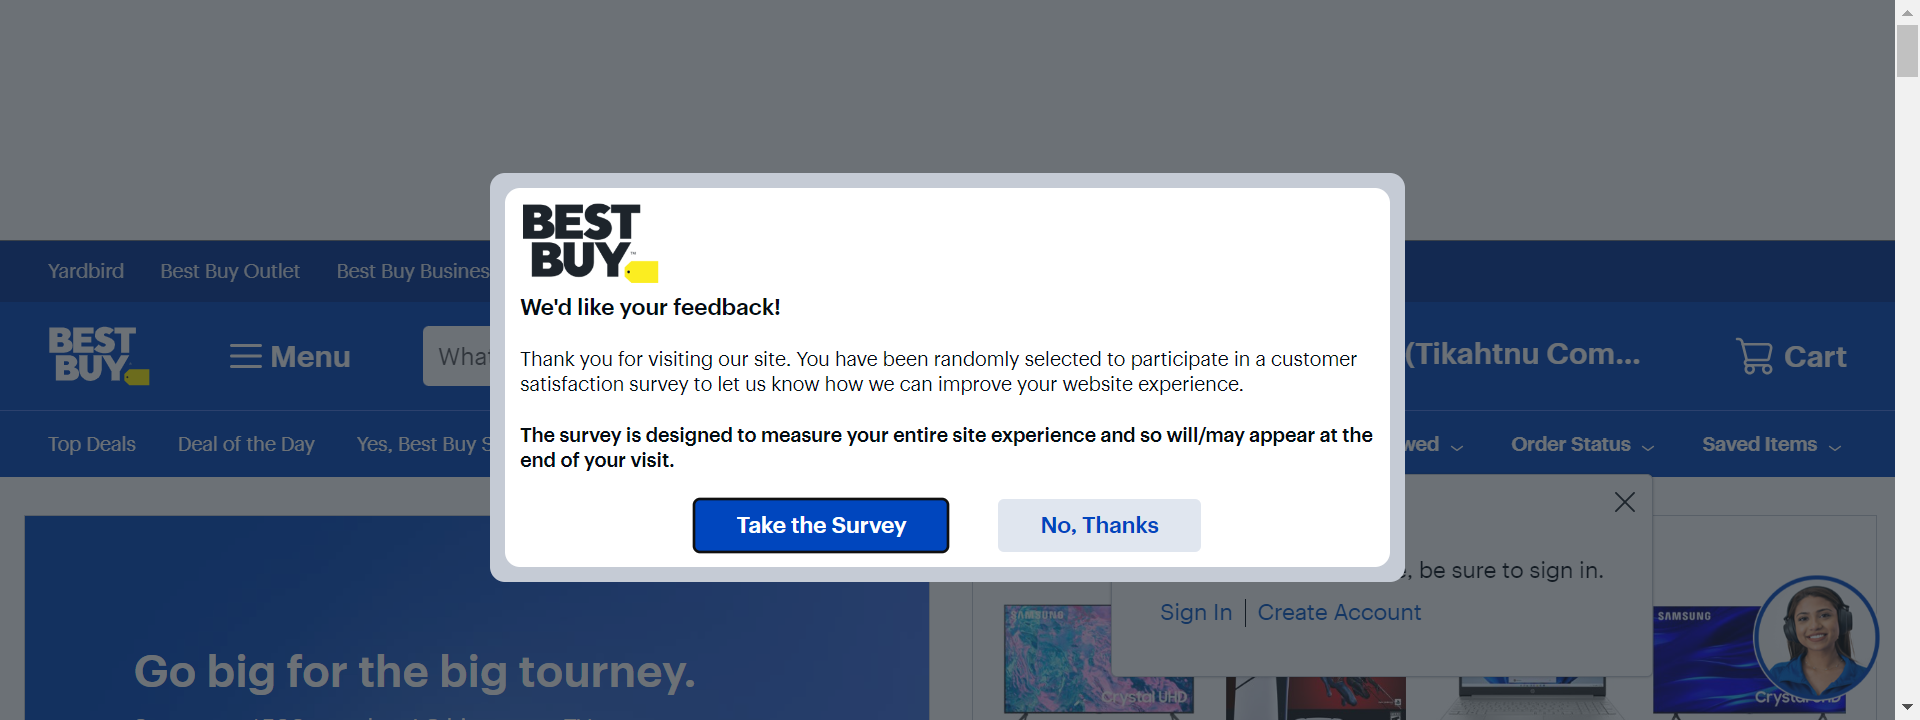 Yardbird Best Buy Outlet Best Buy
BEST BUY™
Menu
(Tikahtnu Com...
Cart
Top Deals Deal of the Day Yes, Best Buy
Order Status Saved Items
BEST
BUY™
We'd like your feedback!
Thank you for visiting our site. You have been randomly selected to participate in a customer
satisfaction survey to let us know how we can improve your website experience.
The survey is designed to measure your entire site experience and so will/may appear at the
end of your visit.
Take the Survey No, Thanks
, be sure to sign in.
Sign In | Create Account
Go big for the big tourney.
SAMSUNG
Crystal UHD
SAMSUNG
Crystal UHD